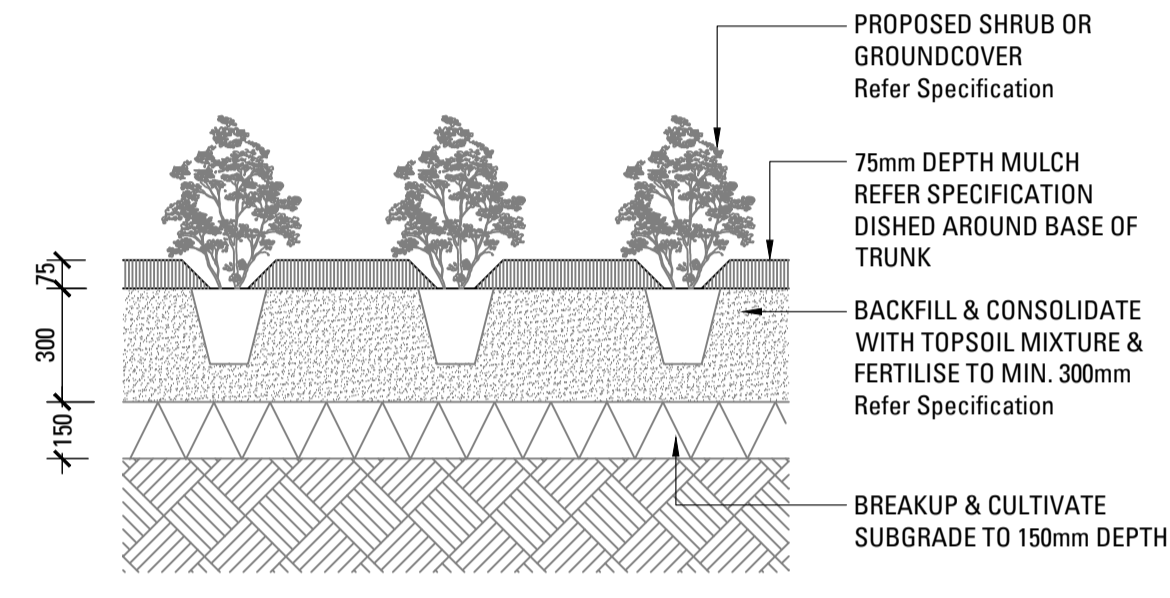 PROPOSED SHRUB OR
GROUNDCOVER
Refer Specification
75mm DEPTH MULCH
REFER SPECIFICATION
DISHED AROUND BASE OF
TRUNK
BACKFILL & CONSOLIDATE
WITH TOPSOIL MIXTURE &
FERTILISE TO MIN. 300mm
Refer Specification
BREAKUP & CULTIVATE
SUBGRADE TO 150mm DEPTH
75
300
150